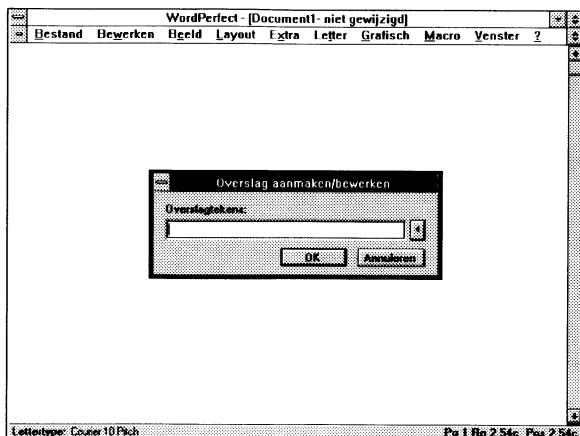 WordPerfect - [Document1- niet gewijzigd]
Bestand Bewerken Beeld Layout Extra Letter Grafisch Macro Venster ?
Overslag aanmaken/bewerken
Overslagtekens:
OK Annuleren
Lettertype: Courier 10 Pitch Pg 1 Rg 2.54c Pos 2.54c